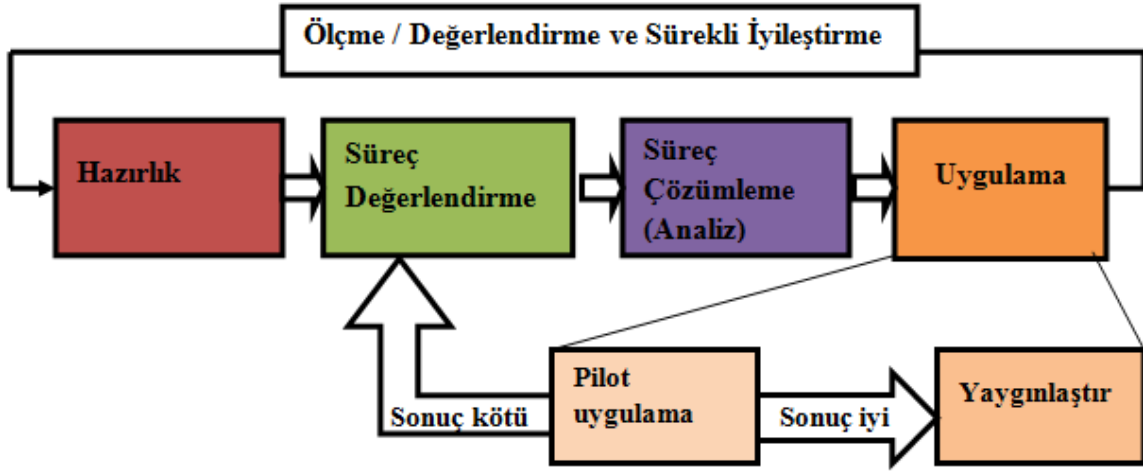 Ölçme / Değerlendirme ve Sürekli İyileştirme
Hazırlık
Süreç
Değerlendirme
Süreç
Çözümleme
(Analiz)
Uygulama
Sonuç kötü
Pilot
uygulama
Sonuç iyi
Yaygınlaştır